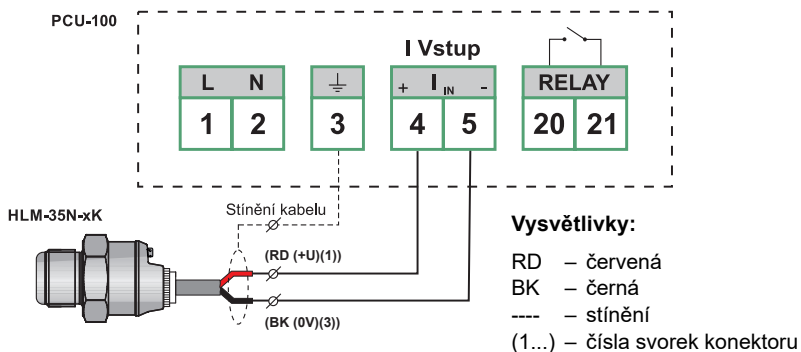 PCU-100
I Vstup
L N
⏚
+ I IN -
RELAY
1 2
3
4 5
20 21
HLM-35N-xK
Stínění kabelu
(RD (+U)(1))
(BK (0V)(3))
Vysvětlivky:
RD – červená
BK – černá
---- – stínění
(1...) – čísla svorek konektoru